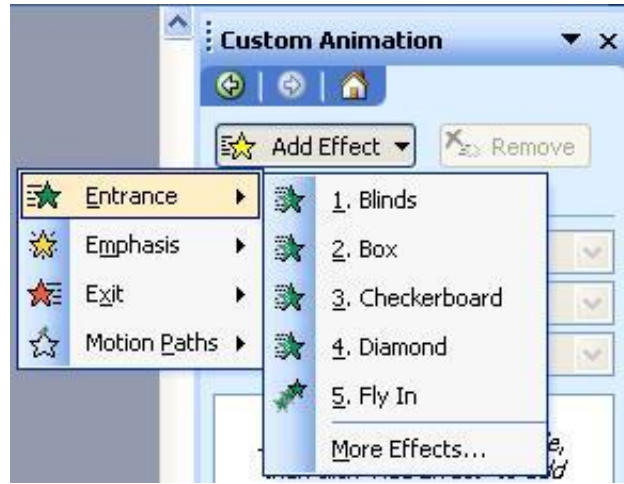 Custom Animation
Add Effect
Remove
Entrance
Emphasis
Exit
Motion Paths
1. Blinds
2. Box
3. Checkerboard
4. Diamond
5. Fly In
More Effects...